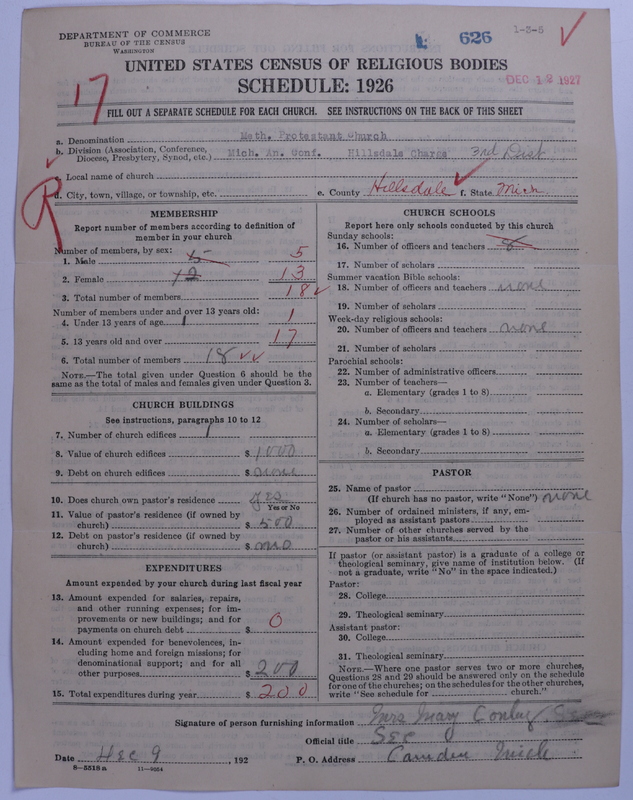 DEPARTMENT OF COMMERCE
BUREAU OF THE CENSUS
WASHINGTON
626
1-3-5
UNITED STATES CENSUS OF RELIGIOUS BODIES
SCHEDULE: 1926
DEC 12 1927
17
FILL OUT A SEPARATE SCHEDULE FOR EACH CHURCH. SEE INSTRUCTIONS ON THE BACK OF THIS SHEET
a. Denomination Meth. Protestant Church
b. Division (Association, Conference, Diocese, Presbytery, Synod, etc.) Mich. An. Conf. Hillsdale Charge 3rd Dist
c. Local name of church
d. City, town, village, or township, etc. e. County Hillsdale f. State Mich
R
MEMBERSHIP
Report number of members according to definition of
member in your church
Number of members, by sex:
1. Male 5 5
2. Female 12 13
3. Total number of members 18
Number of members under and over 13 years old:
4. Under 13 years of age 1 1
5. 13 years old and over 17
6. Total number of members 18
NOTE.—The total given under Question 6 should be the
same as the total of males and females given under Question 3.
CHURCH BUILDINGS
See instructions, paragraphs 10 to 12
7. Number of church edifices 1
8. Value of church edifices $ 1000
9. Debt on church edifices $ none
10. Does church own pastor's residence yes
Yes or No
11. Value of pastor's residence (if owned by
church) $ 500
12. Debt on pastor's residence (if owned by
church) $ no
EXPENDITURES
Amount expended by your church during last fiscal year
13. Amount expended for salaries, repairs,
and other running expenses; for im-
provements or new buildings; and for
payments on church debt $ 0
14. Amount expended for benevolences, in-
cluding home and foreign missions; for
denominational support; and for all
other purposes $ 200
15. Total expenditures during year $ 200
CHURCH SCHOOLS
Report here only schools conducted by this church
Sunday schools:
16. Number of officers and teachers 8
17. Number of scholars
Summer vacation Bible schools:
18. Number of officers and teachers none
19. Number of scholars
Week-day religious schools:
20. Number of officers and teachers none
21. Number of scholars
Parochial schools:
22. Number of administrative officers
23. Number of teachers—
a. Elementary (grades 1 to 8)
b. Secondary
24. Number of scholars—
a. Elementary (grades 1 to 8)
b. Secondary
PASTOR
25. Name of pastor
(If church has no pastor, write "None") none
26. Number of ordained ministers, if any, em-
ployed as assistant pastors
27. Number of other churches served by the
pastor or his assistants
If pastor (or assistant pastor) is a graduate of a college or
theological seminary, give name of institution below. (If
not a graduate, write "No" in the space indicated.)
Pastor:
28. College
29. Theological seminary
Assistant pastor:
30. College
31. Theological seminary
NOTE.—Where one pastor serves two or more churches,
Questions 28 and 29 should be answered only on the schedule
for one of the churches; on the schedules for the other churches,
write "See schedule for church."
Signature of person furnishing information Mrs Mary Conley
Official title Sec
Date Dec 9, 192 P. O. Address Camden Mich
8—5518 a 11—9954